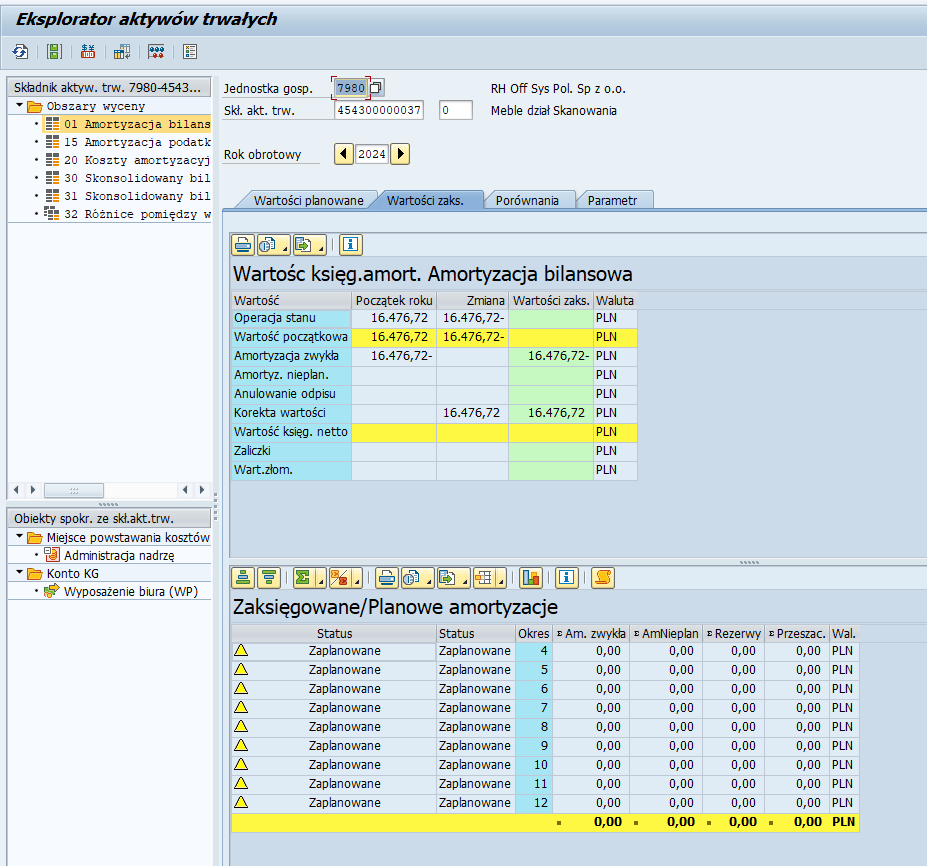 Eksplorator aktywów trwałych
Składnik aktyw. trw. 7980-4543...
Obszary wyceny
01 Amortyzacja bilans
15 Amortyzacja podatk
20 Koszty amortyzacyj
30 Skonsolidowany bil
31 Skonsolidowany bil
32 Różnice pomiędzy w
Obiekty spokr. ze skł.akt.trw.
Miejsce powstawania kosztów
Administracja nadrzę
Konto KG
Wyposażenie biura (WP)
Jednostka gosp. 7980 RH Off Sys Pol. Sp z o.o.
Skł. akt. trw. 454300000037 0 Meble dział Skanowania
Rok obrotowy 2024
Wartości planowane Wartości zaks. Porównania Parametr
Wartośc księg.amort. Amortyzacja bilansowa
Wartość Początek roku Zmiana Wartości zaks. Waluta
Operacja stanu 16.476,72 16.476,72- PLN
Wartość początkowa 16.476,72 16.476,72- PLN
Amortyzacja zwykła 16.476,72- 16.476,72- PLN
Amortyz. nieplan. PLN
Anulowanie odpisu PLN
Korekta wartości 16.476,72 16.476,72 PLN
Wartość księg. netto PLN
Zaliczki PLN
Wart.złom. PLN
Zaksięgowane/Planowe amortyzacje
Status Status Okres Σ Am. zwykła Σ AmNieplan Σ Rezerwy Σ Przeszac. Wal.
Zaplanowane Zaplanowane 4 0,00 0,00 0,00 0,00 PLN
Zaplanowane Zaplanowane 5 0,00 0,00 0,00 0,00 PLN
Zaplanowane Zaplanowane 6 0,00 0,00 0,00 0,00 PLN
Zaplanowane Zaplanowane 7 0,00 0,00 0,00 0,00 PLN
Zaplanowane Zaplanowane 8 0,00 0,00 0,00 0,00 PLN
Zaplanowane Zaplanowane 9 0,00 0,00 0,00 0,00 PLN
Zaplanowane Zaplanowane 10 0,00 0,00 0,00 0,00 PLN
Zaplanowane Zaplanowane 11 0,00 0,00 0,00 0,00 PLN
Zaplanowane Zaplanowane 12 0,00 0,00 0,00 0,00 PLN
0,00 0,00 0,00 0,00 PLN